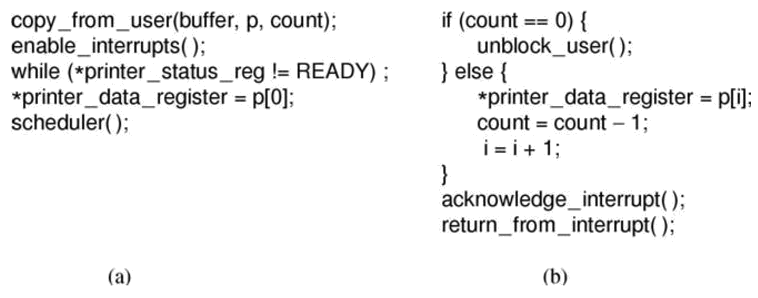 copy_from_user(buffer, p, count);
enable_interrupts( );
while (*printer_status_reg != READY) ;
*printer_data_register = p[0];
scheduler( );
(a)
if (count == 0) {
unblock_user( );
} else {
*printer_data_register = p[i];
count = count – 1;
i = i + 1;
}
acknowledge_interrupt( );
return_from_interrupt( );
(b)